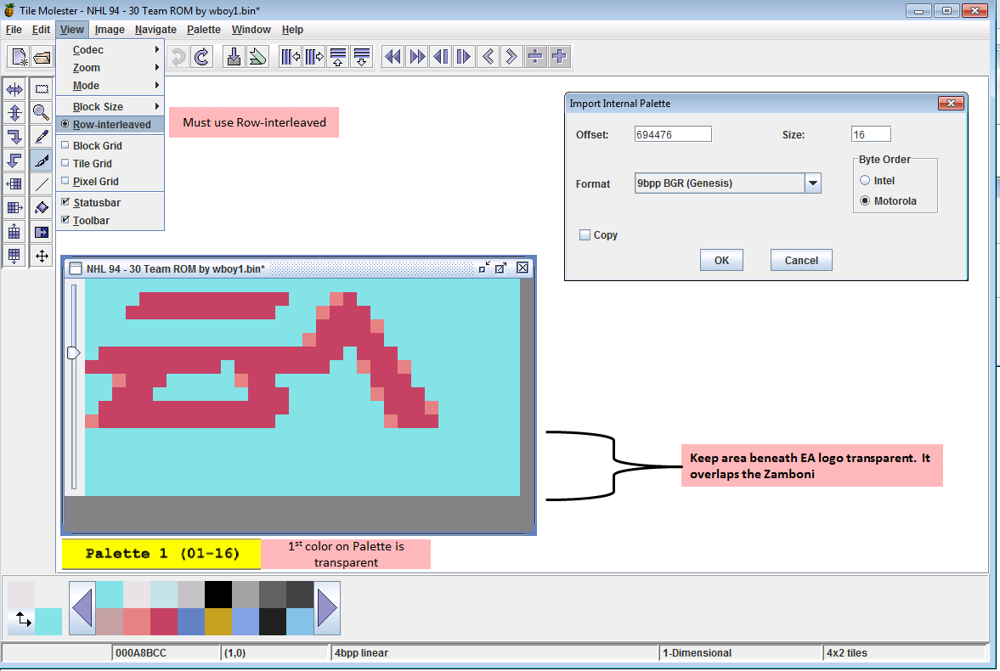 Tile Molester - NHL 94 - 30 Team ROM by wboy1.bin*
File Edit View Image Navigate Palette Window Help
Codec
Zoom
Mode
Block Size
Row-interleaved
Block Grid
Tile Grid
Pixel Grid
Statusbar
Toolbar
Must use Row-interleaved
Import Internal Palette
Offset: 694476 Size: 16
Byte Order
Format 9bpp BGR (Genesis) Intel
Motorola
Copy
OK Cancel
NHL 94 - 30 Team ROM by wboy1.bin*
EA
Keep area beneath EA logo transparent. It
overlaps the Zamboni
Palette 1 (01-16)
1st color on Palette is
transparent
000A8BCC (1,0) 4bpp linear 1-Dimensional 4x2 tiles